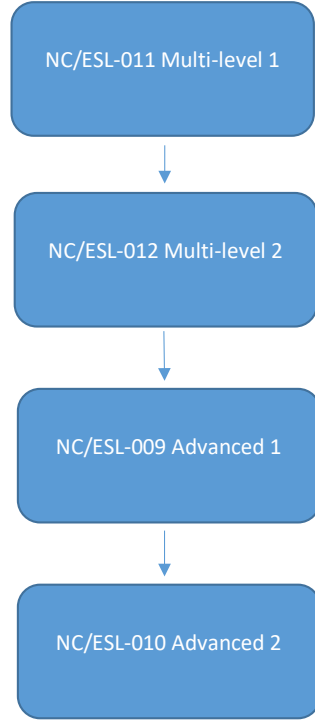 NC/ESL-011 Multi-level 1
NC/ESL-012 Multi-level 2
NC/ESL-009 Advanced 1
NC/ESL-010 Advanced 2